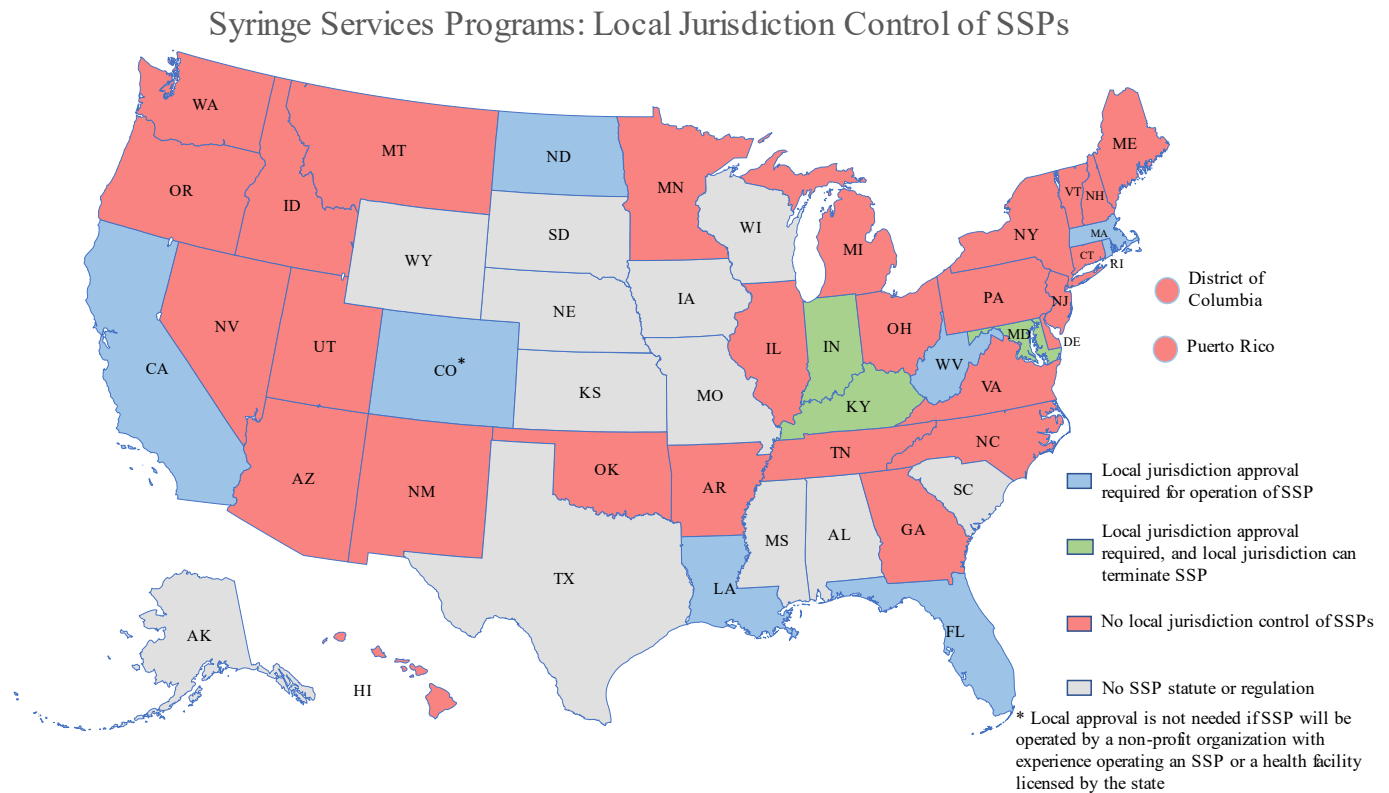 Syringe Services Programs: Local Jurisdiction Control of SSPs
WA
MT
ND
MN
ME
OR
ID
SD
WI
VT
NH
WY
MI
NY
MA
CT
RI
IA
NE
PA
NJ
District of
Columbia
NV
UT
CO*
IL
IN
OH
MD
DE
Puerto Rico
CA
KS
MO
WV
KY
VA
AZ
NM
OK
AR
TN
NC
SC
Local jurisdiction approval
required for operation of SSP
TX
LA
MS
AL
GA
Local jurisdiction approval
required, and local jurisdiction can
terminate SSP
AK
HI
FL
No local jurisdiction control of SSPs
No SSP statute or regulation
* Local approval is not needed if SSP will be
operated by a non-profit organization with
experience operating an SSP or a health facility
licensed by the state